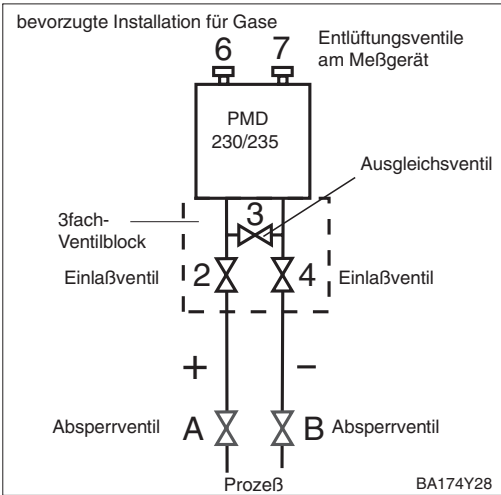 bevorzugte Installation für Gase
6 7 Entlüftungsventile
am Meßgerät
PMD
230/235
Ausgleichsventil
3
3fach-
Ventilblock
Einlaßventil 2 4 Einlaßventil
+ –
Absperrventil A B Absperrventil
Prozeß
BA174Y28